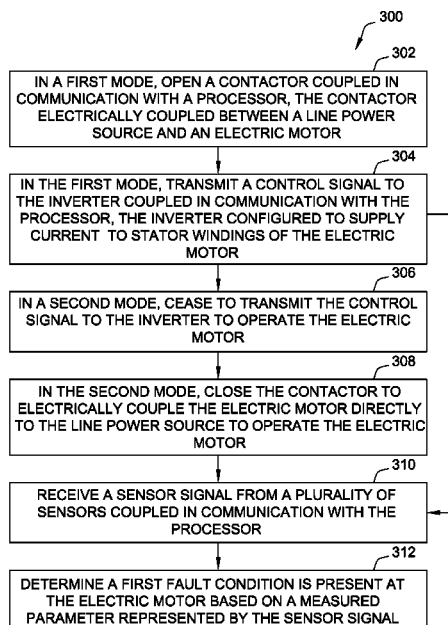 300
302
IN A FIRST MODE, OPEN A CONTACTOR COUPLED IN
COMMUNICATION WITH A PROCESSOR, THE CONTACTOR
ELECTRICALLY COUPLED BETWEEN A LINE POWER
SOURCE AND AN ELECTRIC MOTOR
304
IN THE FIRST MODE, TRANSMIT A CONTROL SIGNAL TO
THE INVERTER COUPLED IN COMMUNICATION WITH THE
PROCESSOR, THE INVERTER CONFIGURED TO SUPPLY
CURRENT TO STATOR WINDINGS OF THE ELECTRIC
MOTOR
306
IN A SECOND MODE, CEASE TO TRANSMIT THE CONTROL
SIGNAL TO THE INVERTER TO OPERATE THE ELECTRIC
MOTOR
308
IN THE SECOND MODE, CLOSE THE CONTACTOR TO
ELECTRICALLY COUPLE THE ELECTRIC MOTOR DIRECTLY
TO THE LINE POWER SOURCE TO OPERATE THE ELECTRIC
MOTOR
310
RECEIVE A SENSOR SIGNAL FROM A PLURALITY OF
SENSORS COUPLED IN COMMUNICATION WITH THE
PROCESSOR
312
DETERMINE A FIRST FAULT CONDITION IS PRESENT AT
THE ELECTRIC MOTOR BASED ON A MEASURED
PARAMETER REPRESENTED BY THE SENSOR SIGNAL